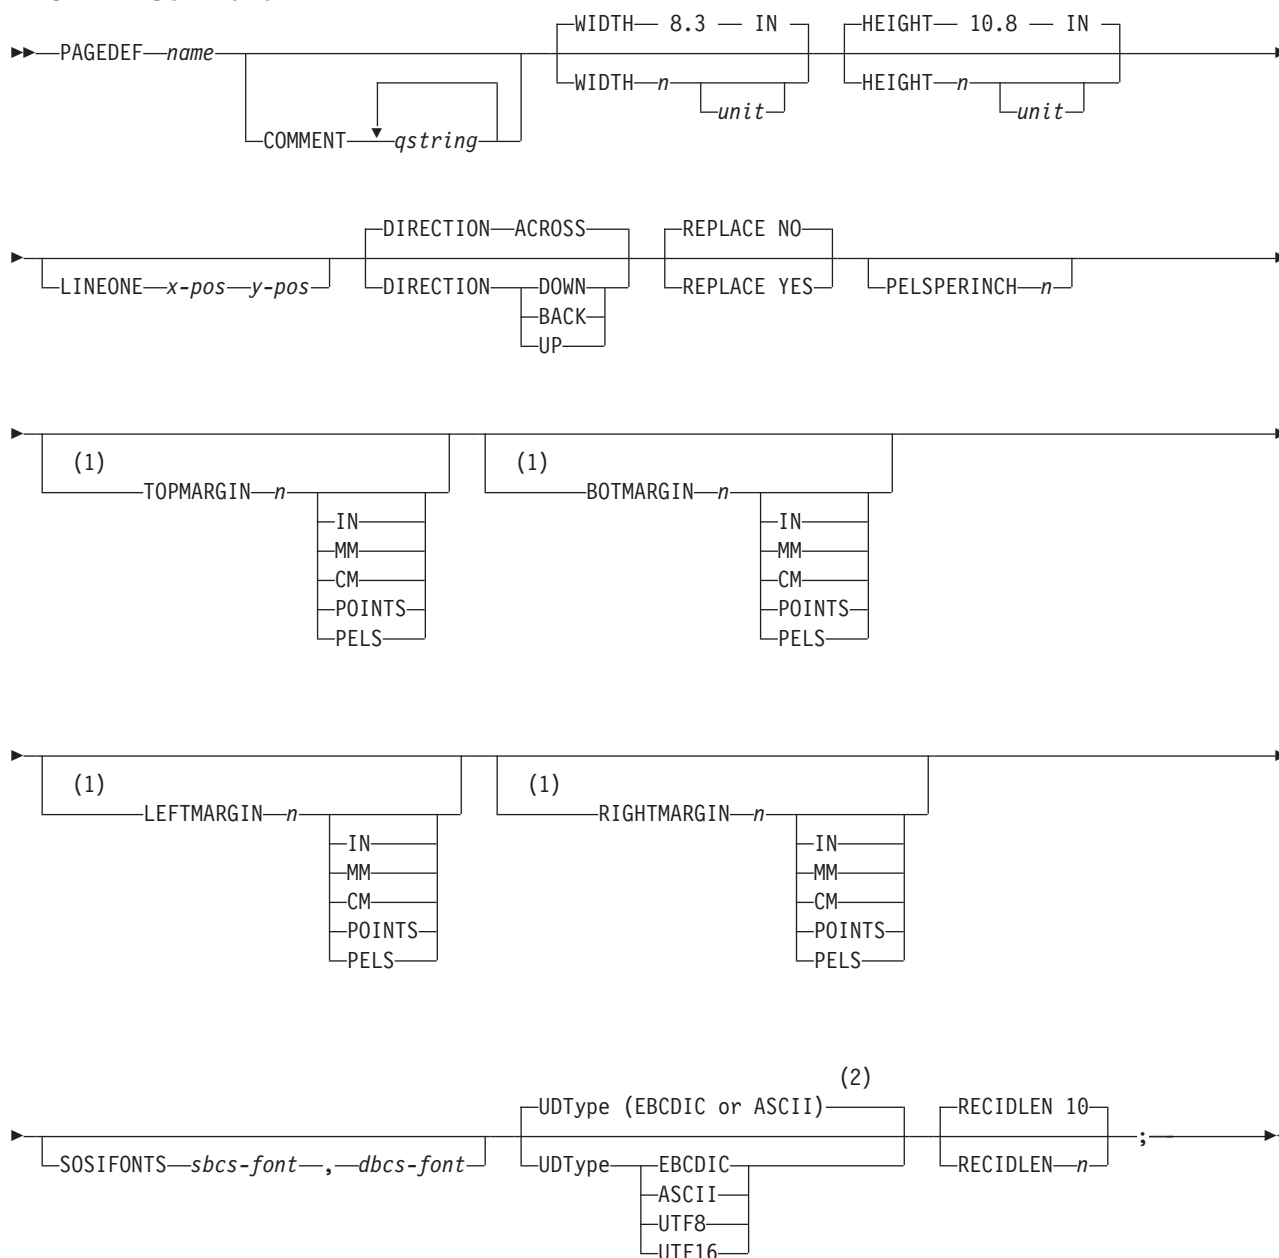 WIDTH 8.3 IN HEIGHT 10.8 IN
PAGEDEF name
WIDTH n HEIGHT n
unit unit
COMMENT qstring
DIRECTION ACROSS REPLACE NO
LINEONE x-pos y-pos DIRECTION DOWN REPLACE YES PELSPERINCH n
BACK
UP
(1) (1)
TOPMARGIN n BOTMARGIN n
IN IN
MM MM
CM CM
POINTS POINTS
PELS PELS
(1) (1)
LEFTMARGIN n RIGHTMARGIN n
IN IN
MM MM
CM CM
POINTS POINTS
PELS PELS
(2)
UDType (EBCDIC or ASCII) RECIDLEN 10
;
SOSIFONTS sbcs-font , dbcs-font UDType EBCDIC RECIDLEN n
ASCII
UTF8
UTF16